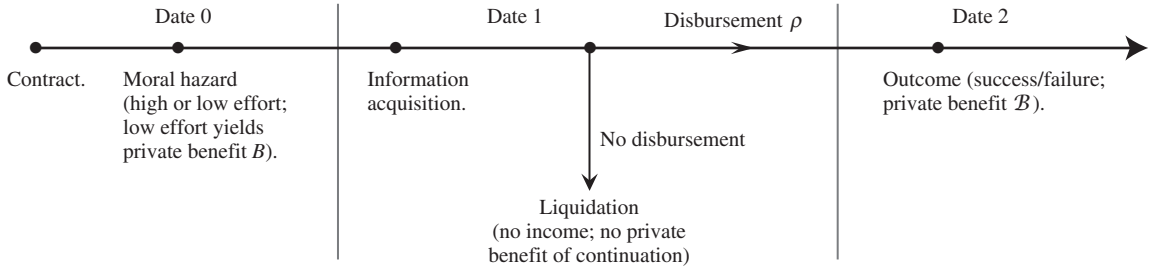 Date 0
Date 1
Disbursement ρ
Date 2
Contract.
Moral hazard
(high or low effort;
low effort yields
private benefit B).
Information
acquisition.
Outcome (success/failure;
private benefit ℬ).
No disbursement
Liquidation
(no income; no private
benefit of continuation)